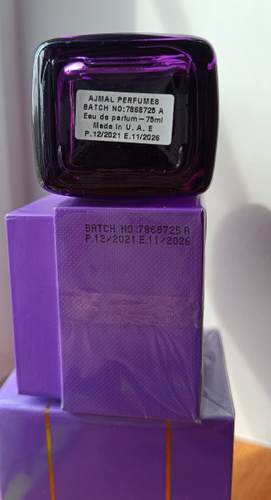 AJMAL PERFUMES
BATCH NO:7868725 A
Eau de parfum – 75ml
Made in U. A. E
P.12/2021 E.11/2026
BATCH NO :7868725 A
P.12/2021 E.11/2026